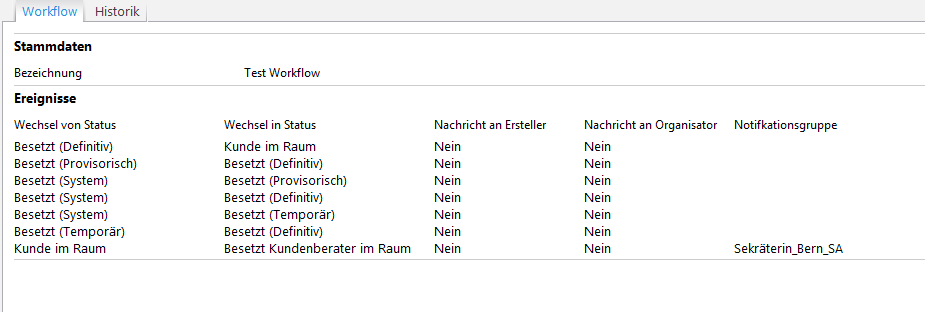 Workflow Historik
Stammdaten
Bezeichnung Test Workflow
Ereignisse
Wechsel von Status Wechsel in Status Nachricht an Ersteller Nachricht an Organisator Notifkationsgruppe
Besetzt (Definitiv) Kunde im Raum Nein Nein
Besetzt (Provisorisch) Besetzt (Definitiv) Nein Nein
Besetzt (System) Besetzt (Provisorisch) Nein Nein
Besetzt (System) Besetzt (Definitiv) Nein Nein
Besetzt (System) Besetzt (Temporär) Nein Nein
Besetzt (Temporär) Besetzt (Definitiv) Nein Nein
Kunde im Raum Besetzt Kundenberater im Raum Nein Nein Sekräterin_Bern_SA